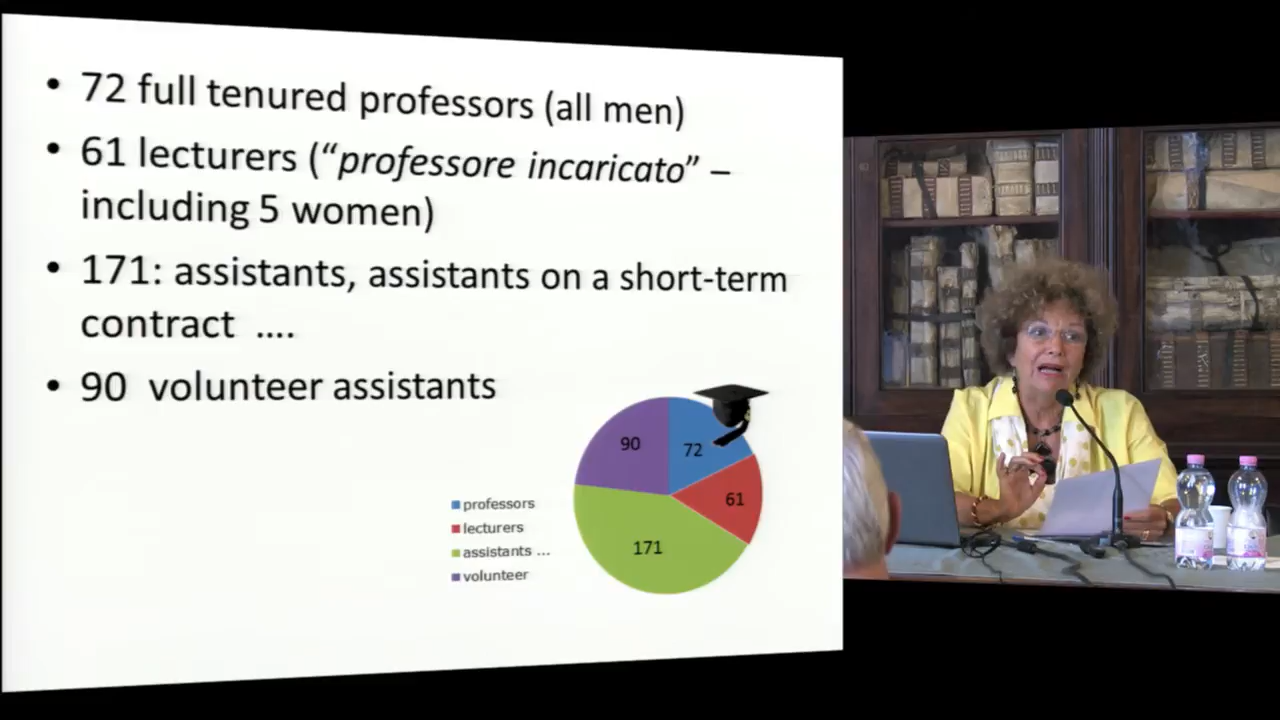 • 72 full tenured professors (all men)
• 61 lecturers (“professore incaricato” –
including 5 women)
• 171: assistants, assistants on a short-term
contract ....
• 90 volunteer assistants
90
72
61
171
professors
lecturers
assistants ...
volunteer